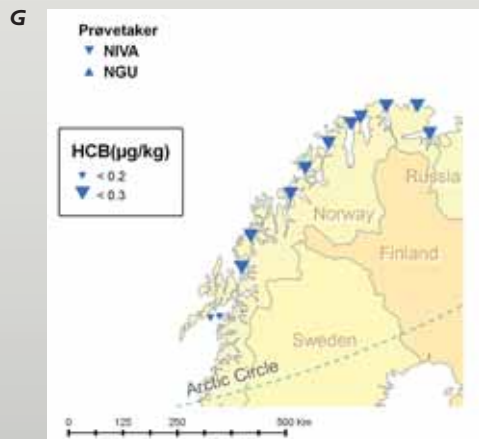 G
Prøvetaker
NIVA
NGU
HCB(µg/kg)
< 0.2
< 0.3
Russia
Norway
Finland
Sweden
Arctic Circle
0 125 250 500 Km